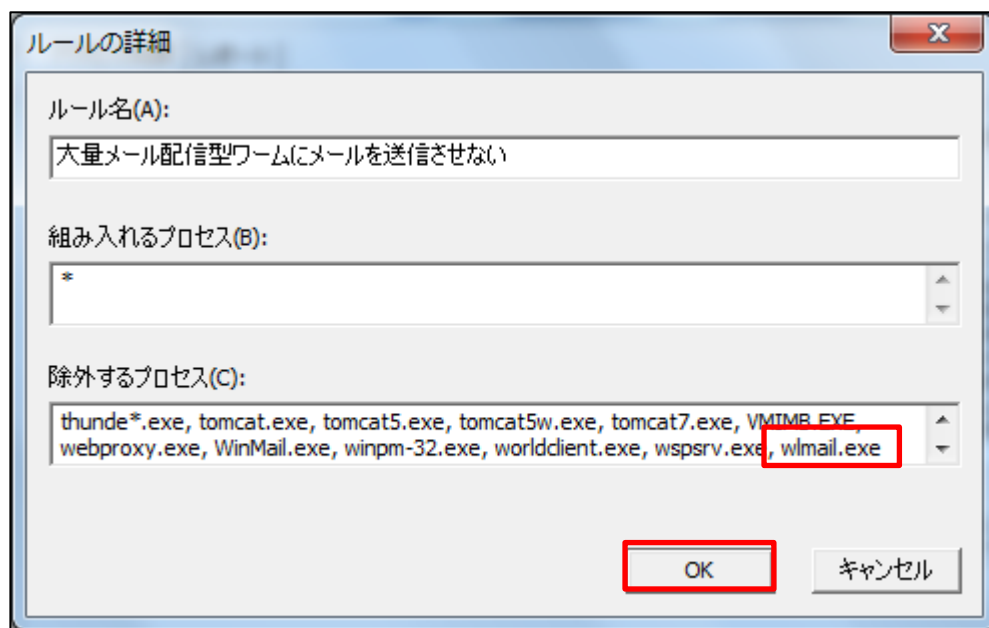 ルールの詳細
ルール名(A):
大量メール配信型ワームにメールを送信させない
組み入れるプロセス(B):
*
除外するプロセス(C):
thunde*.exe, tomcat.exe, tomcat5.exe, tomcat5w.exe, tomcat7.exe, VMIMB.EXE,
webproxy.exe, WinMail.exe, winpm-32.exe, worldclient.exe, wspsrv.exe, wlmail.exe
OK
キャンセル